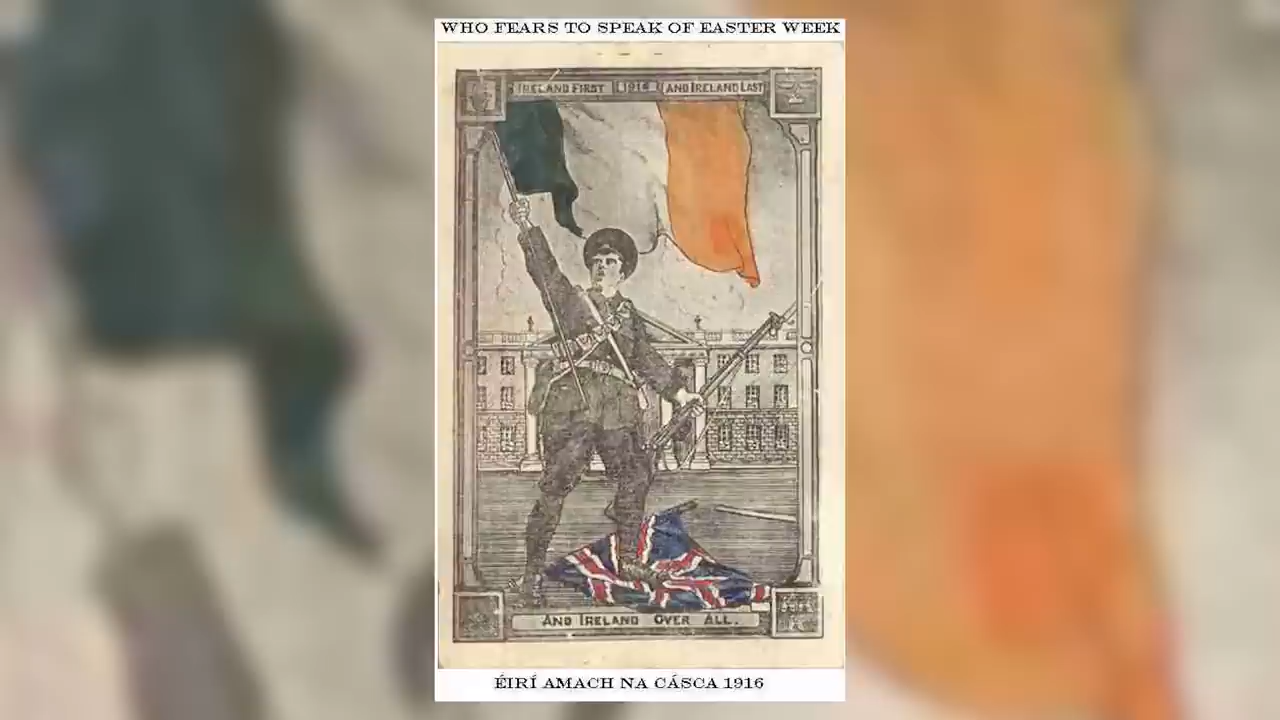 WHO FEARS TO SPEAK OF EASTER WEEK
IRELAND FIRST 1916 AND IRELAND LAST
AND IRELAND OVER ALL.
ÉIRÍ AMACH NA CÁSCA 1916